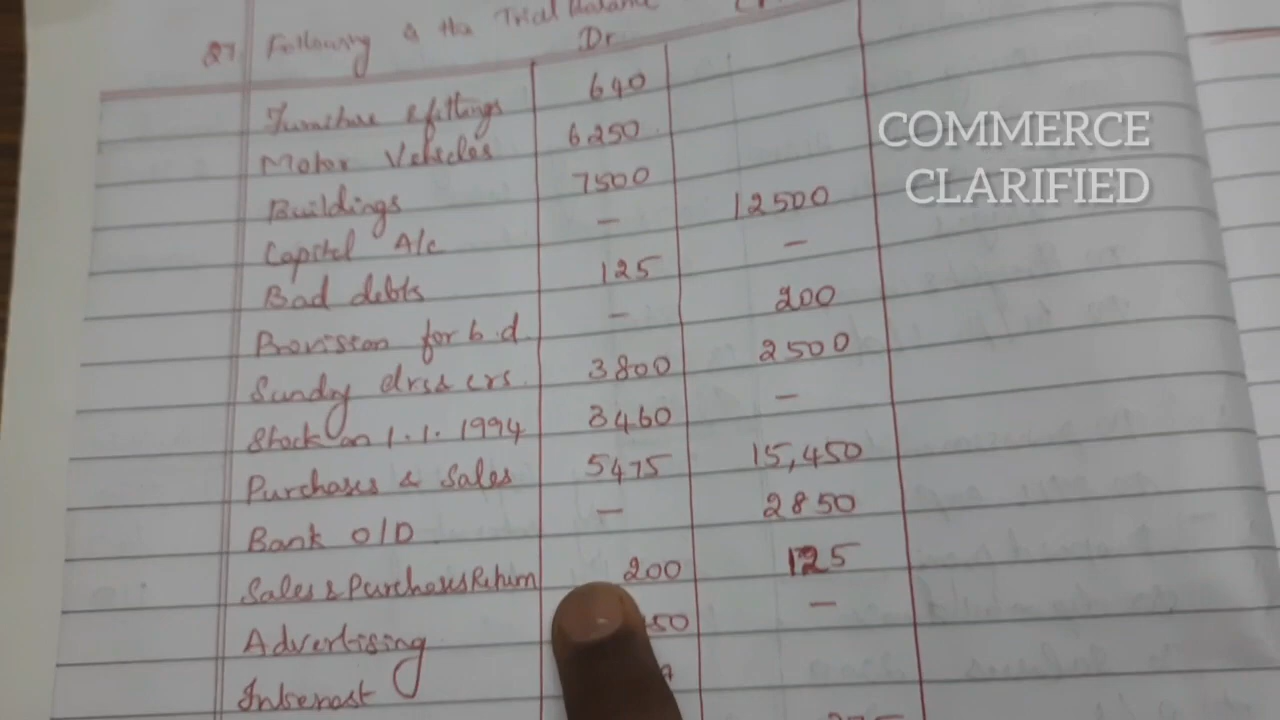 27 Following is the Trial Balance
Dr
Furniture & fittings 640
Motor Vehicles 6250
Buildings 7500
Capital A/c — 12500
Bad debts 125 —
Provision for b.d. — 200
Sundry drs & crs. 3800 2500
Stock on 1.1.1994 3460 —
Purchases & Sales 5475 15,450
Bank O/D — 2850
Sales & Purchases Return 200 125
Advertising 50 —
Interest
COMMERCE
CLARIFIED